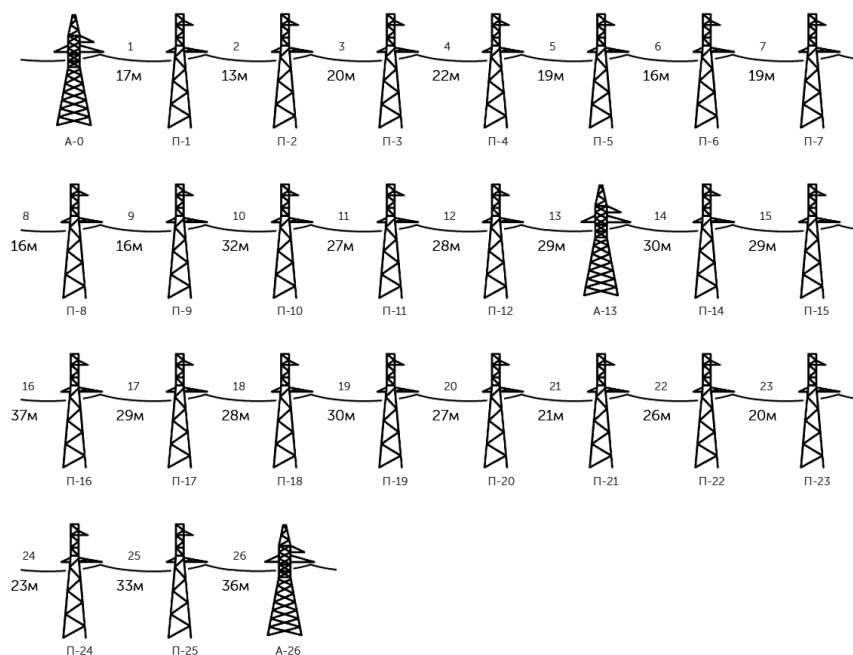 1 2 3 4 5 6 7
17м 13м 20м 22м 19м 16м 19м
А-0 П-1 П-2 П-3 П-4 П-5 П-6 П-7
8 9 10 11 12 13 14 15
16м 16м 32м 27м 28м 29м 30м 29м
П-8 П-9 П-10 П-11 П-12 А-13 П-14 П-15
16 17 18 19 20 21 22 23
37м 29м 28м 30м 27м 21м 26м 20м
П-16 П-17 П-18 П-19 П-20 П-21 П-22 П-23
24 25 26
23м 33м 36м
П-24 П-25 А-26